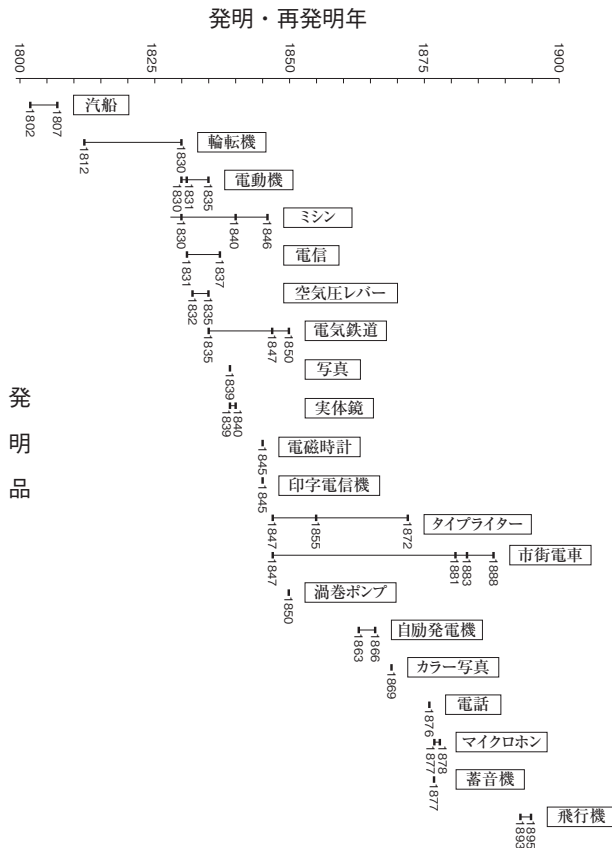 発明・再発明年
1800
1825
1850
1875
1900
汽船
1802
1807
輪転機
1812
1830
電動機
1830
1831
1835
ミシン
1830
1840
1846
電信
1831
1837
空気圧レバー
1832
1835
電気鉄道
1835
1847
1850
写真
1839
実体鏡
1839
1840
電磁時計
1845
印字電信機
1845
タイプライター
1847
1855
1872
市街電車
1847
1881
1883
1888
渦巻ポンプ
1850
自励発電機
1863
1866
カラー写真
1869
電話
1876
マイクロホン
1877
1878
蓄音機
1877
飛行機
1893
1895
発明品